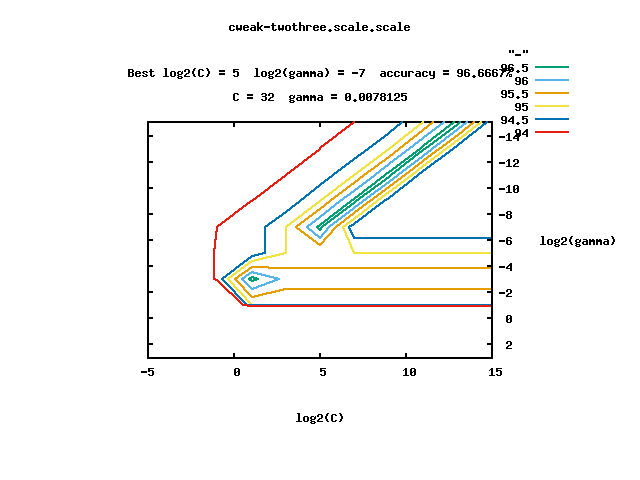 cweak-twothree.scale.scale
"-"
Best log2(C) = 5  log2(gamma) = -7  accuracy = 96.6667%
96.5
96
C = 32  gamma = 0.0078125
95.5
95
94.5
94
-14
-12
-10
-8
-6
log2(gamma)
-4
-2
0
2
-5 0 5 10 15
log2(C)